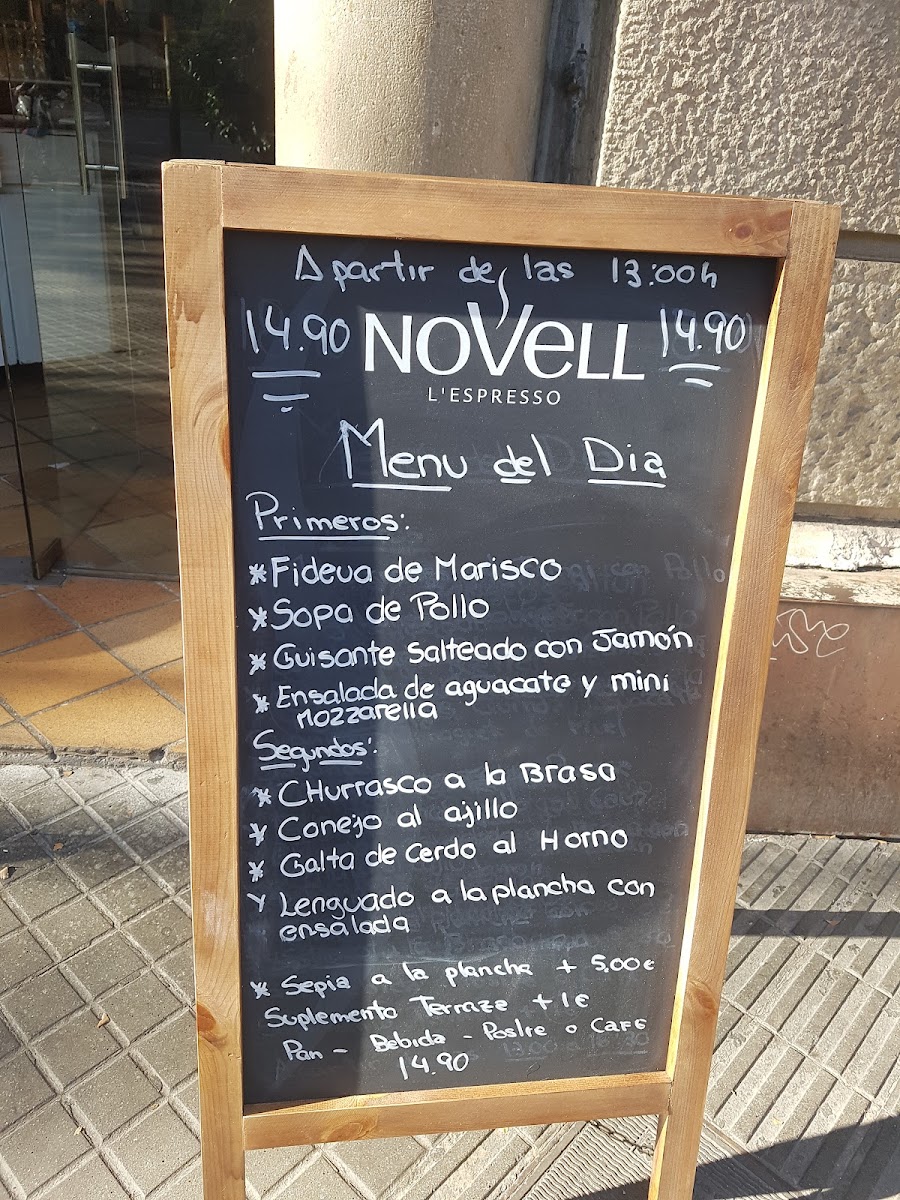 Apartir de las 13:00h
14.90 NOVELL 14.90
L'ESPRESSO
Menu del Dia
Primeros:
*Fideua de Marisco
*Sopa de Pollo
*Guisante Salteado con Jamón
*Ensalada de aguacate y mini
Mozzarella
Segundos:
*CHurrasco a la Brasa
*Conejo al ajillo
*Galta de Cerdo al Horno
*Lenguado a la plancha con
ensalada
*Sepia a la plancha +5,00€
Suplemento Terraze +1€
Pan - Bebida - Postre o Café
14.90